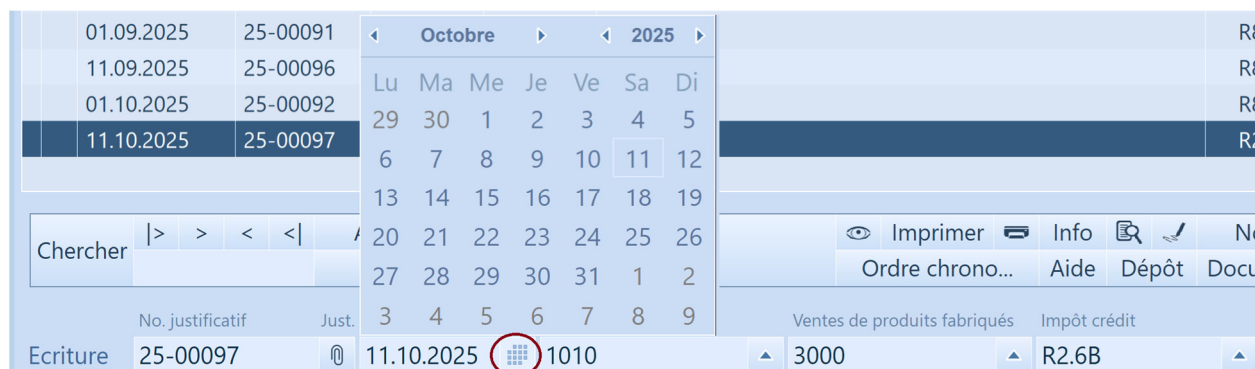 01.09.2025 25-00091 Octobre 2025 R8
11.09.2025 25-00096 Lu Ma Me Je Ve Sa Di R8
01.10.2025 25-00092 29 30 1 2 3 4 5 R8
11.10.2025 25-00097 6 7 8 9 10 11 12 R2
13 14 15 16 17 18 19
Chercher |> > < <| 20 21 22 23 24 25 26 Imprimer Info
27 28 29 30 31 1 2 Ordre chrono... Aide Dépôt Docu
3 4 5 6 7 8 9
No. justificatif Just. Ventes de produits fabriqués Impôt crédit
Ecriture 25-00097 11.10.2025 1010 3000 R2.6B